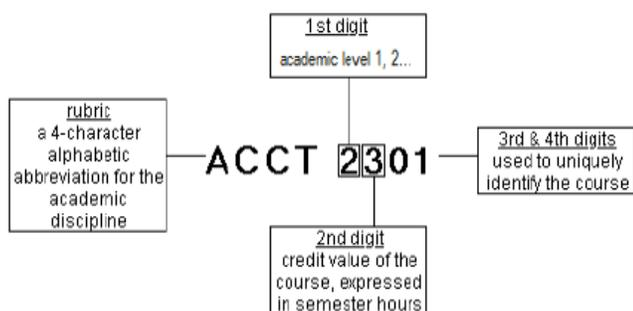 1st digit
academic level 1, 2...
rubric
a 4-character
alphabetic
abbreviation for the
academic
discipline
ACCT 2301
3rd & 4th digits
used to uniquely
identify the course
2nd digit
credit value of the
course, expressed
in semester hours